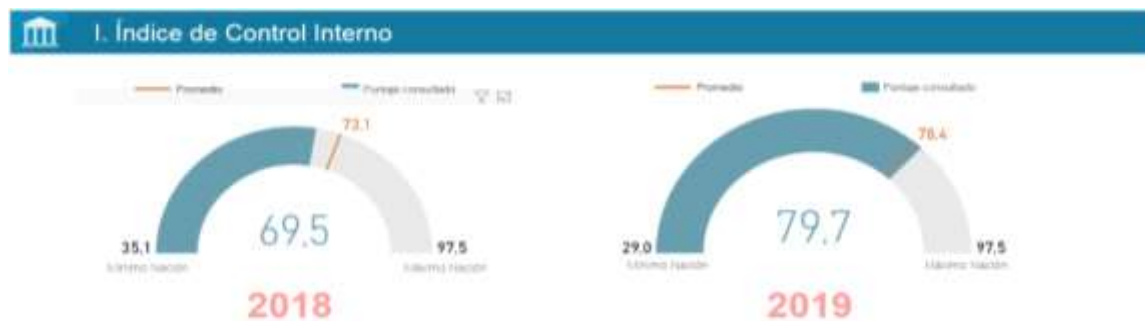 I. Índice de Control Interno
Promedio
Puntaje consultado
73,1
69,5
35,1
97,5
Mínimo Nación
Máximo Nación
2018
Promedio
Puntaje consultado
78,4
79,7
29,0
97,5
Mínimo Nación
Máximo Nación
2019